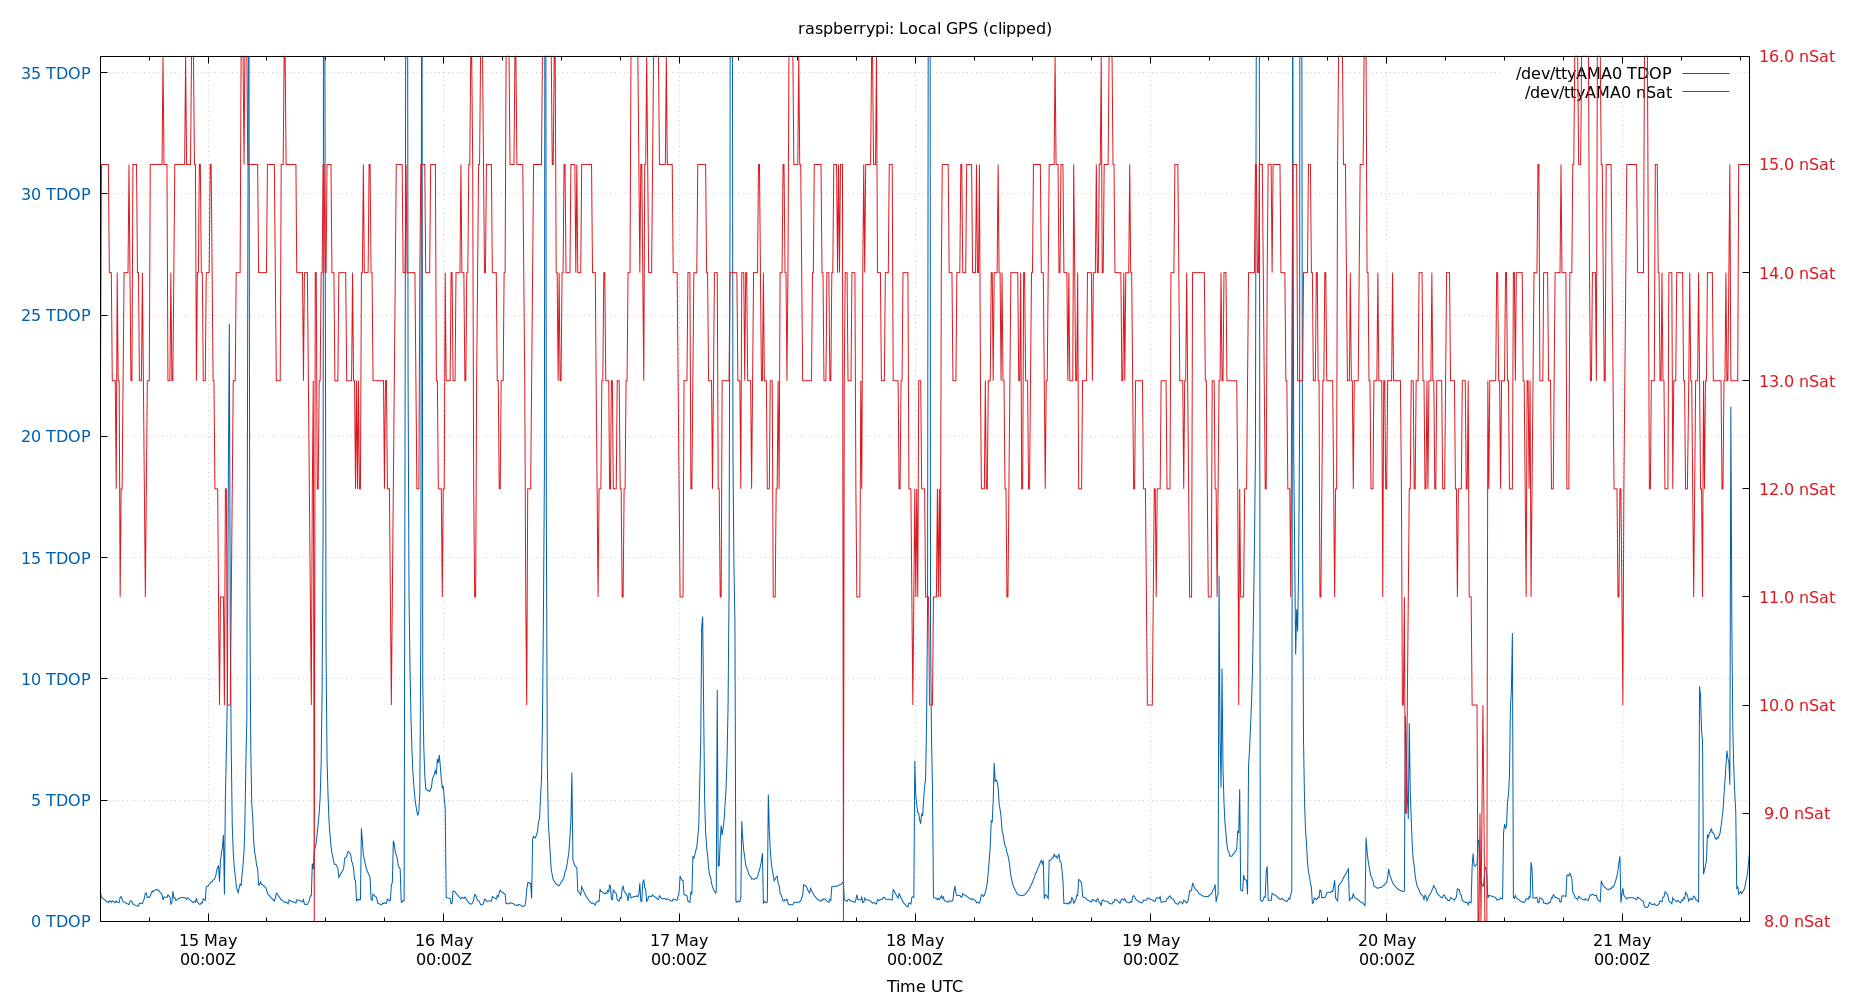 raspberrypi: Local GPS (clipped)
35 TDOP
30 TDOP
25 TDOP
20 TDOP
15 TDOP
10 TDOP
5 TDOP
0 TDOP
16.0 nSat
15.0 nSat
14.0 nSat
13.0 nSat
12.0 nSat
11.0 nSat
10.0 nSat
9.0 nSat
8.0 nSat
/dev/ttyAMA0 TDOP
/dev/ttyAMA0 nSat
15 May
00:00Z
16 May
00:00Z
17 May
00:00Z
18 May
00:00Z
19 May
00:00Z
20 May
00:00Z
21 May
00:00Z
Time UTC